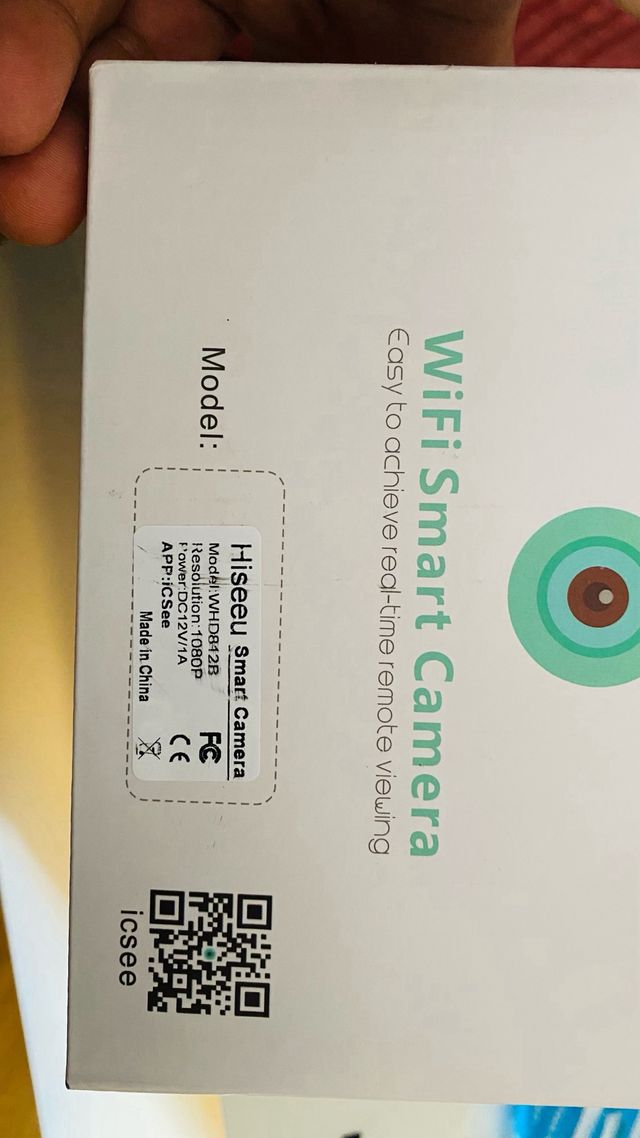 WiFi Smart Camera
Easy to achieve real-time remote viewing
Model:
Hiseeu Smart Camera
Model:WHD812B
Resolution:1080P
Power:DC12V/1A
APP:iCSee
Made in China
FC
CE
icsee